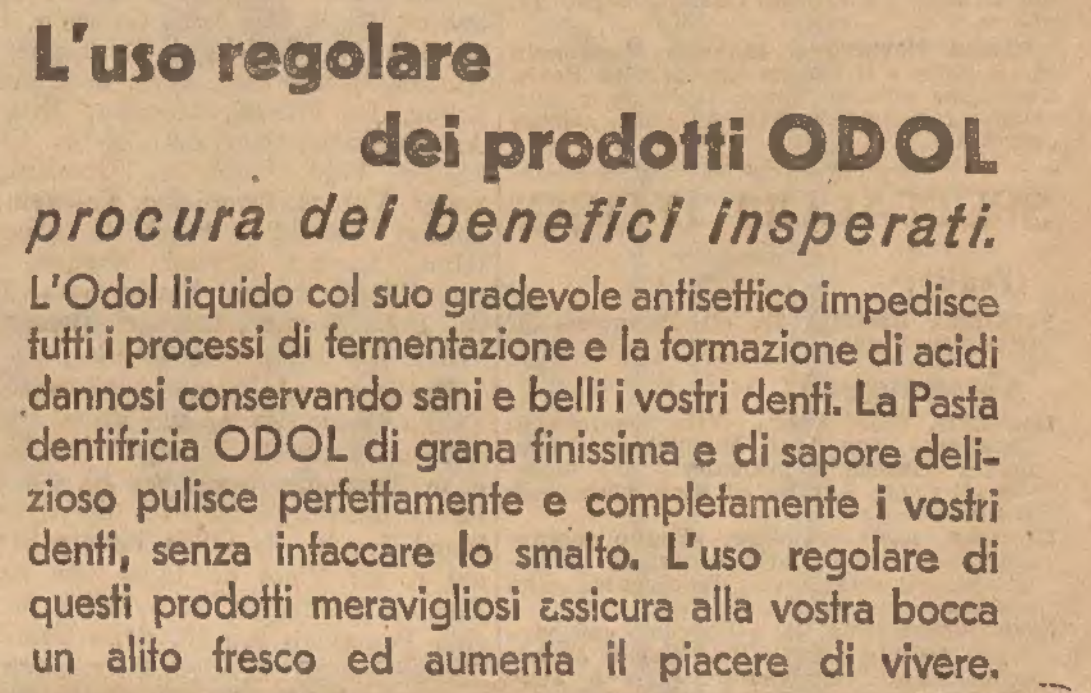 L'uso regolare
dei prodotti ODOL
procura dei benefici insperati.
L'Odol liquido col suo gradevole antisettico impedisce
tutti i processi di fermentazione e la formazione di acidi
dannosi conservando sani e belli i vostri denti. La Pasta
dentifricia ODOL di grana finissima e di sapore deli-
zioso pulisce perfettamente e completamente i vostri
denti, senza intaccare lo smalto. L'uso regolare di
questi prodotti meravigliosi assicura alla vostra bocca
un alito fresco ed aumenta il piacere di vivere.